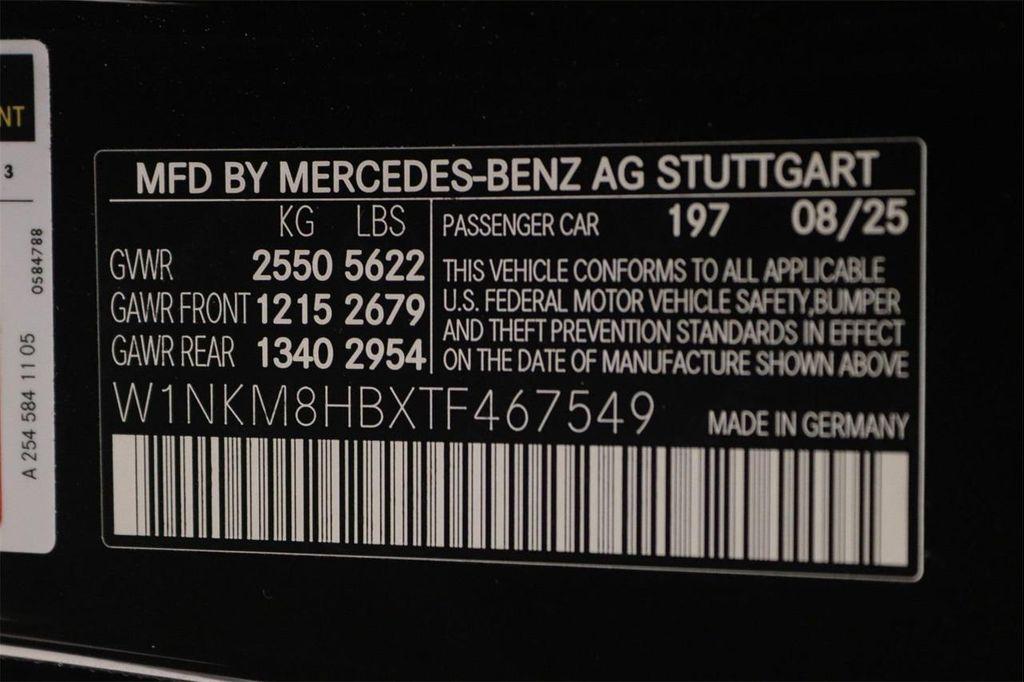 NT
3
0584788
A 254 584 11 05
MFD BY MERCEDES-BENZ AG STUTTGART
KG LBS
GVWR 2550 5622
GAWR FRONT 1215 2679
GAWR REAR 1340 2954
PASSENGER CAR 197 08/25
THIS VEHICLE CONFORMS TO ALL APPLICABLE
U.S. FEDERAL MOTOR VEHICLE SAFETY,BUMPER
AND THEFT PREVENTION STANDARDS IN EFFECT
ON THE DATE OF MANUFACTURE SHOWN ABOVE
W1NKM8HBXTF467549
MADE IN GERMANY